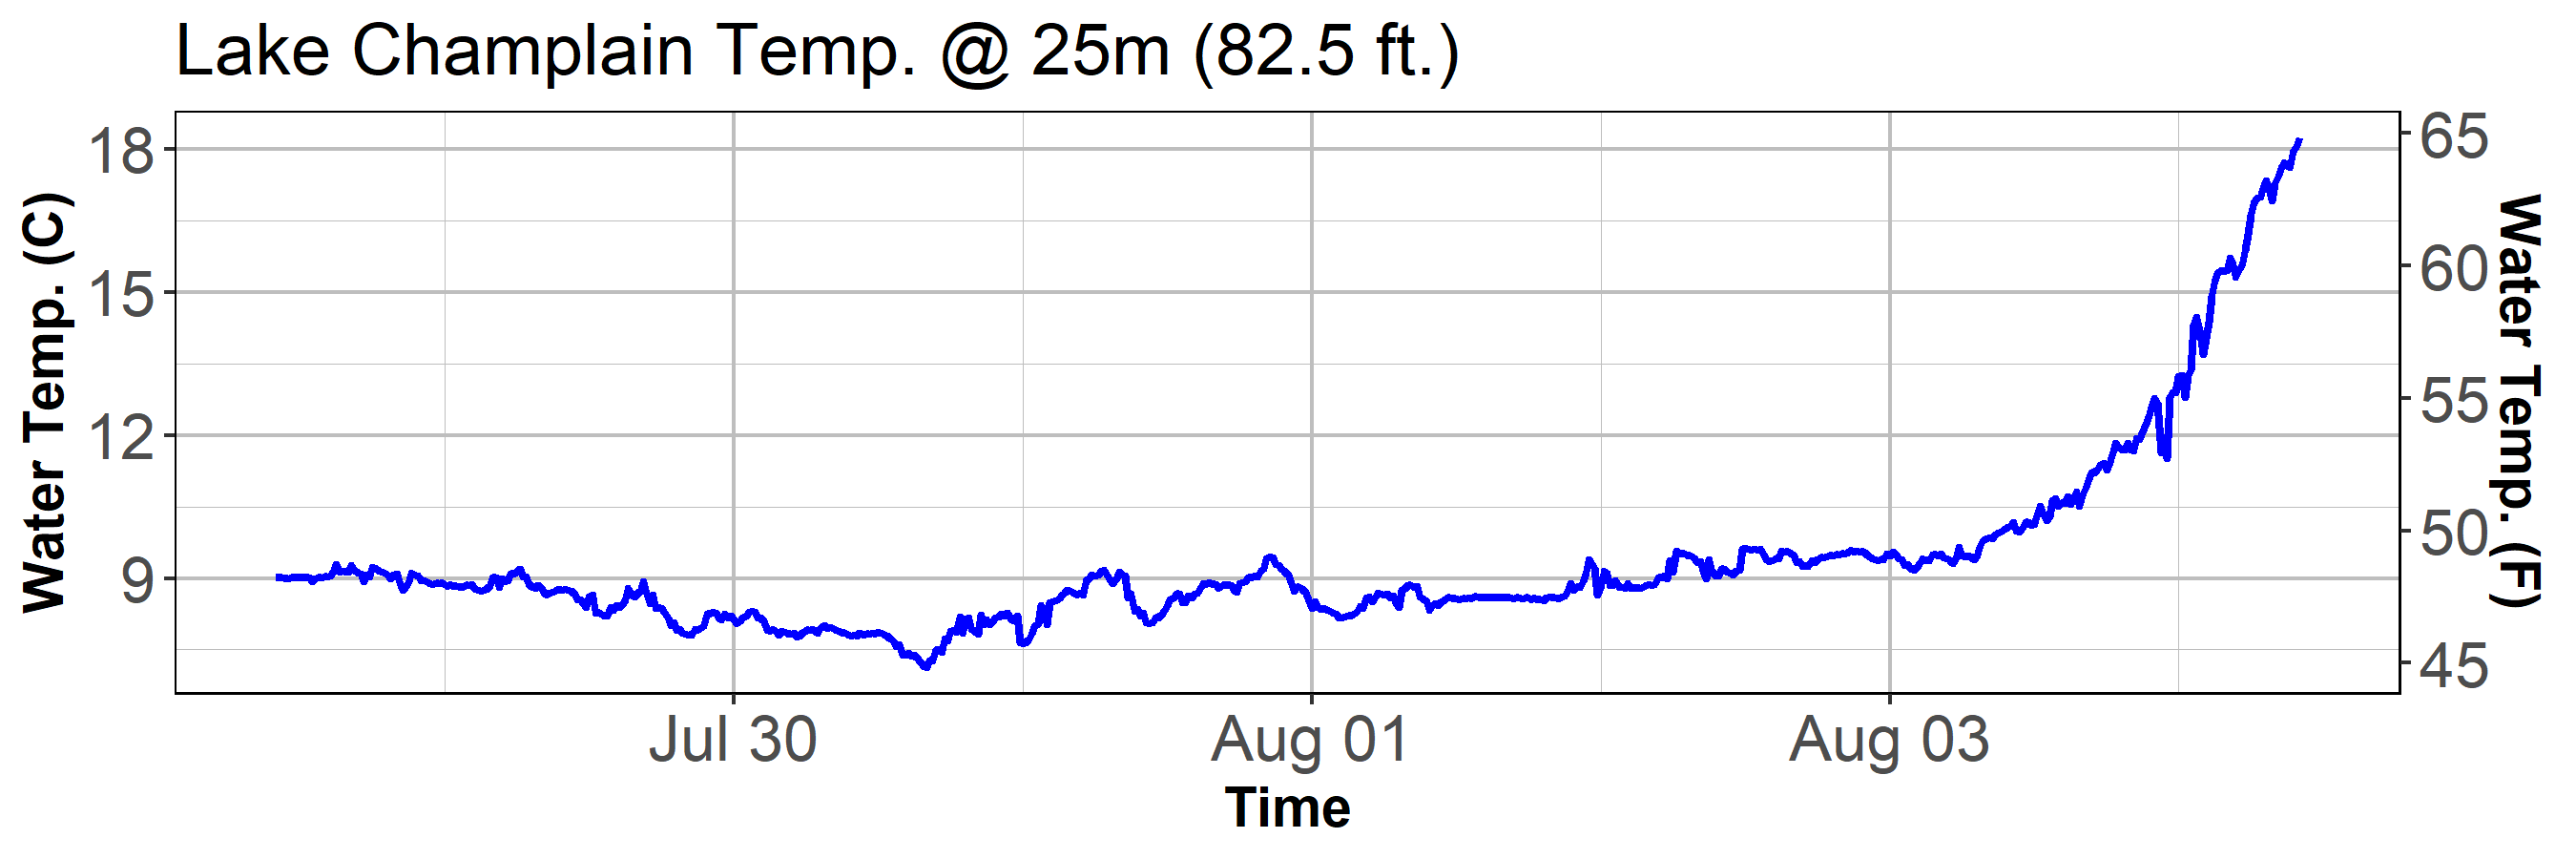 Lake Champlain Temp. @ 25m (82.5 ft.)
Water Temp. (C)
18
15
12
9
65
60
55
50
45
Water Temp. (F)
Jul 30
Aug 01
Aug 03
Time